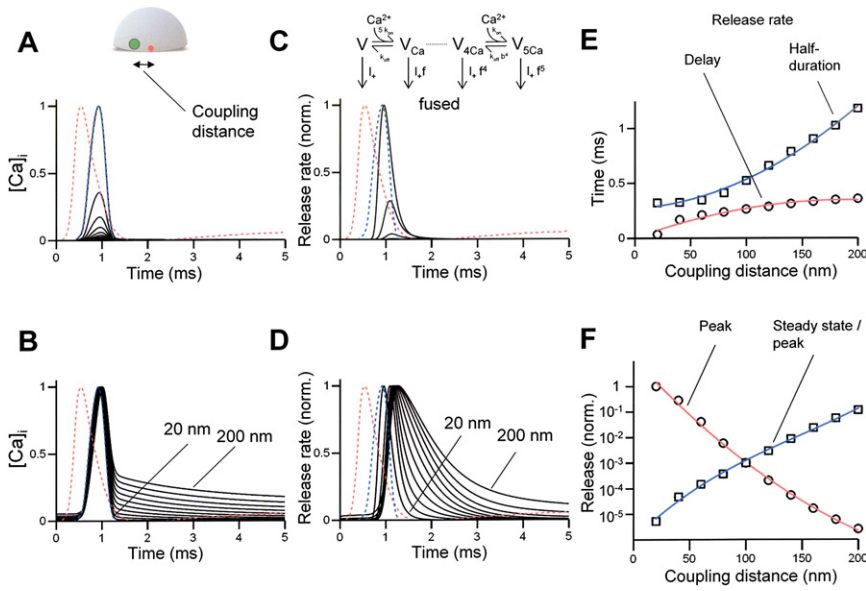 A
Coupling
distance
[Ca]i
1
0.5
0
0 1 2 3 4 5
Time (ms)
B
[Ca]i
1
0.5
0
20 nm
200 nm
0 1 2 3 4 5
Time (ms)
C
Ca2+ Ca2+
5 kon kon
V VCa V4Ca V5Ca
koff koff b4
I+ I+f I+ f4 I+ f5
fused
Release rate (norm.)
1
0.5
0
0 1 2 3 4 5
Time (ms)
D
Release rate (norm.)
1
0.5
0
20 nm
200 nm
0 1 2 3 4 5
Time (ms)
E
Release rate
Delay
Half-
duration
Time (ms)
1
0.5
0
0 50 100 150 200
Coupling distance (nm)
F
Peak
Steady state /
peak
Release (norm.)
1
10-1
10-2
10-3
10-4
10-5
0 50 100 150 200
Coupling distance (nm)